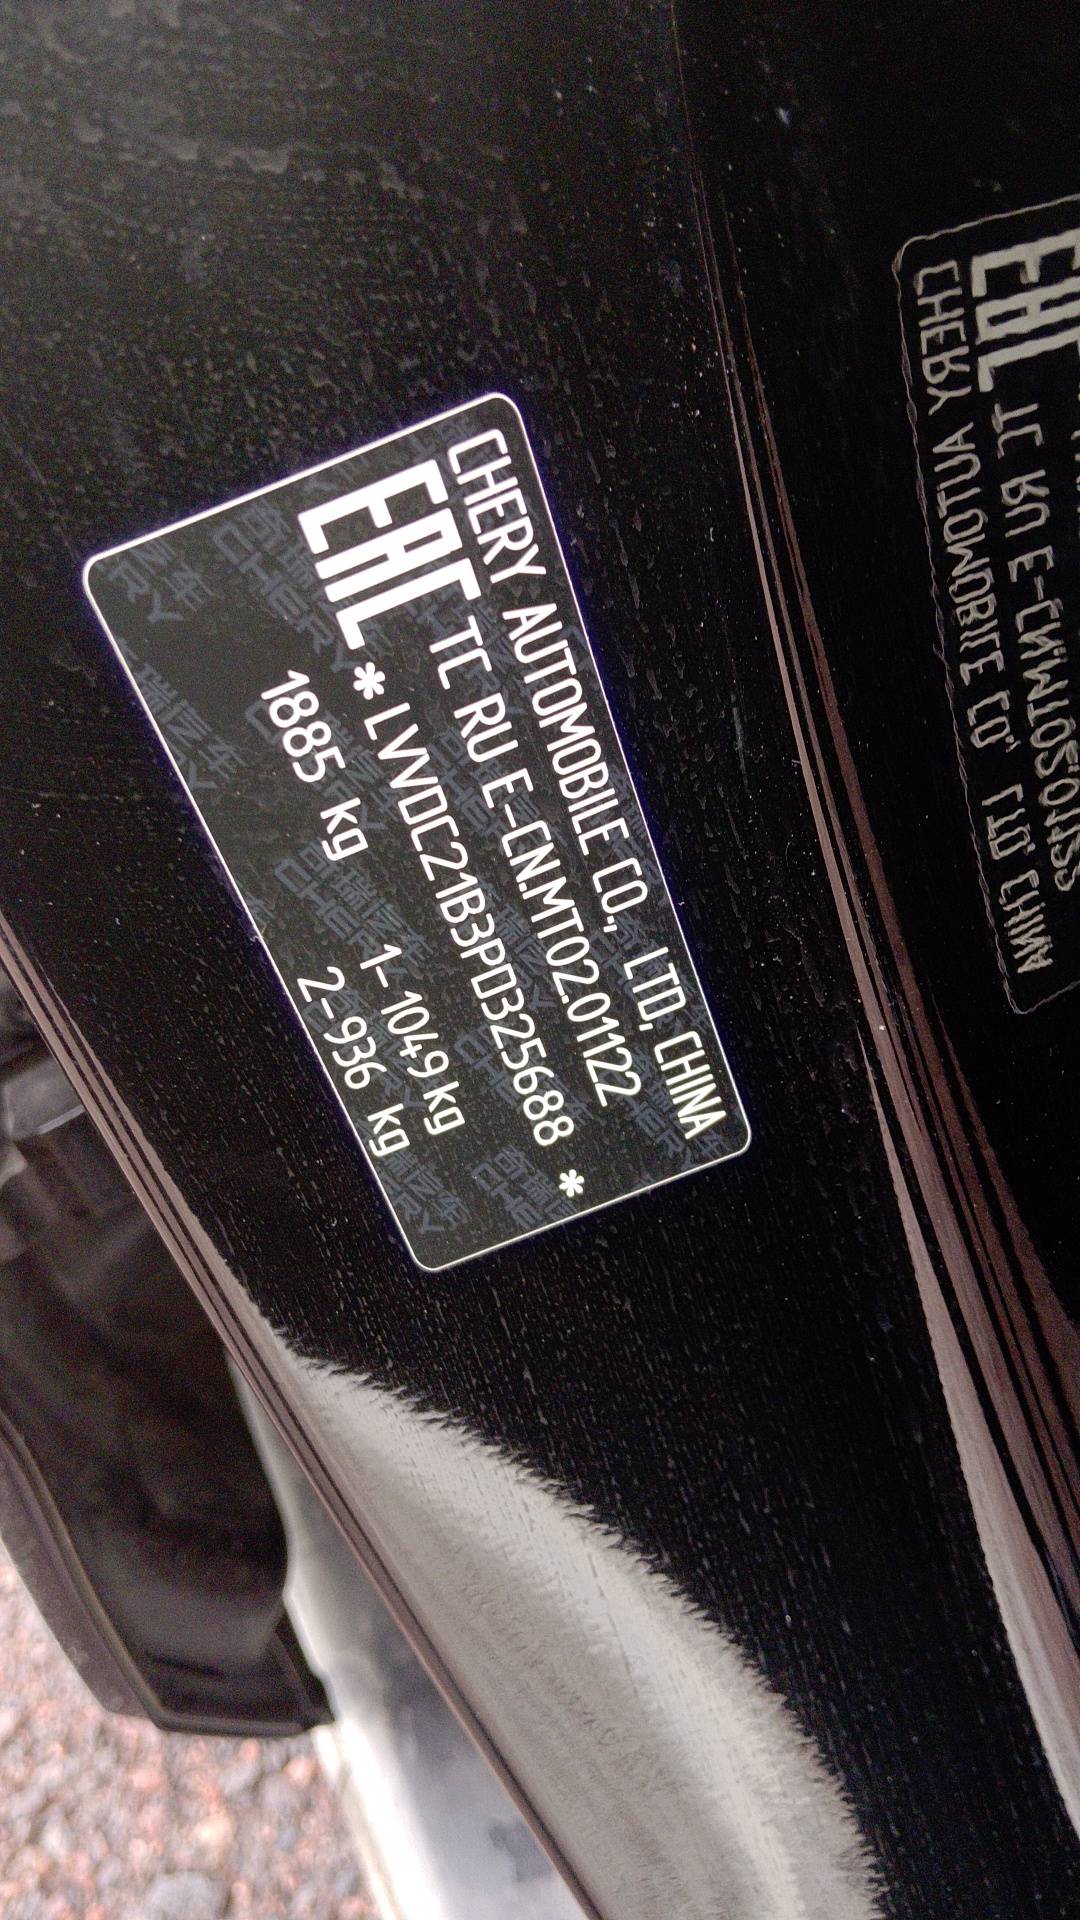 CHERY AUTOMOBILE CO., LTD, CHINA
EAC TC RU E-CN.MT02.01122
*LVVDC21B3PD325688*
1885 kg
1-1049 kg
2-936 kg